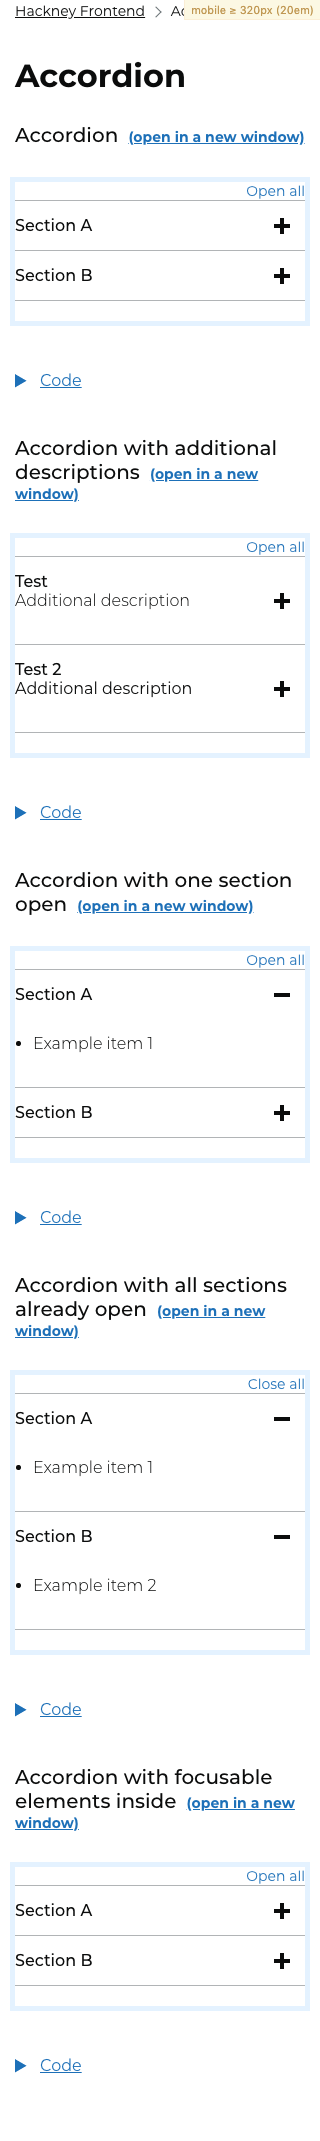 Hackney Frontend
mobile ≥ 320px (20em)
Accordion
Accordion (open in a new window)
Open all
Section A
Section B
Code
Accordion with additional
descriptions (open in a new
window)
Open all
Test
Additional description
Test 2
Additional description
Code
Accordion with one section
open (open in a new window)
Open all
Section A
Example item 1
Section B
Code
Accordion with all sections
already open (open in a new
window)
Close all
Section A
Example item 1
Section B
Example item 2
Code
Accordion with focusable
elements inside (open in a new
window)
Open all
Section A
Section B
Code